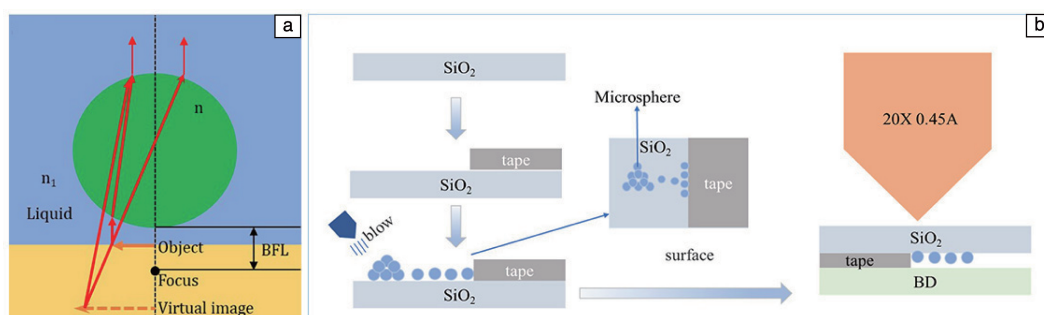 a
n
n₁
Liquid
Object
BFL
Focus
Virtual image
b
SiO₂
tape
SiO₂
blow
tape
SiO₂
Microsphere
SiO₂
tape
surface
20X 0.45A
SiO₂
tape
BD